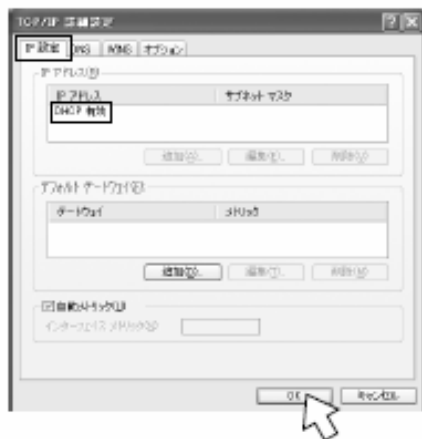 TCP/IP 詳細設定
IP 設定 DNS WINS オプション
IP アドレス(R)
IP アドレス サブネット マスク
DHCP 有効
追加(A)... 編集(E)... 削除(V)
デフォルト ゲートウェイ(F):
ゲートウェイ メトリック
追加(D)... 編集(T)... 削除(M)
自動メトリック(U)
インターフェイス メトリック(N):
OK キャンセル